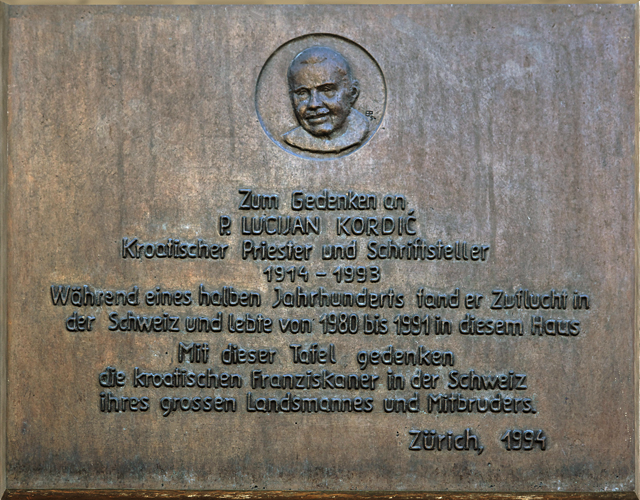 Zum Gedenken an
P. LUCIJAN KORDIĆ
Kroatischer Priester und Schriftsteller
1914 – 1993
Während eines halben Jahrhunderts fand er Zuflucht in
der Schweiz und lebte von 1980 bis 1991 in diesem Haus
Mit dieser Tafel gedenken
die kroatischen Franziskaner in der Schweiz
ihres grossen Landsmannes und Mitbruders.
Zürich, 1994